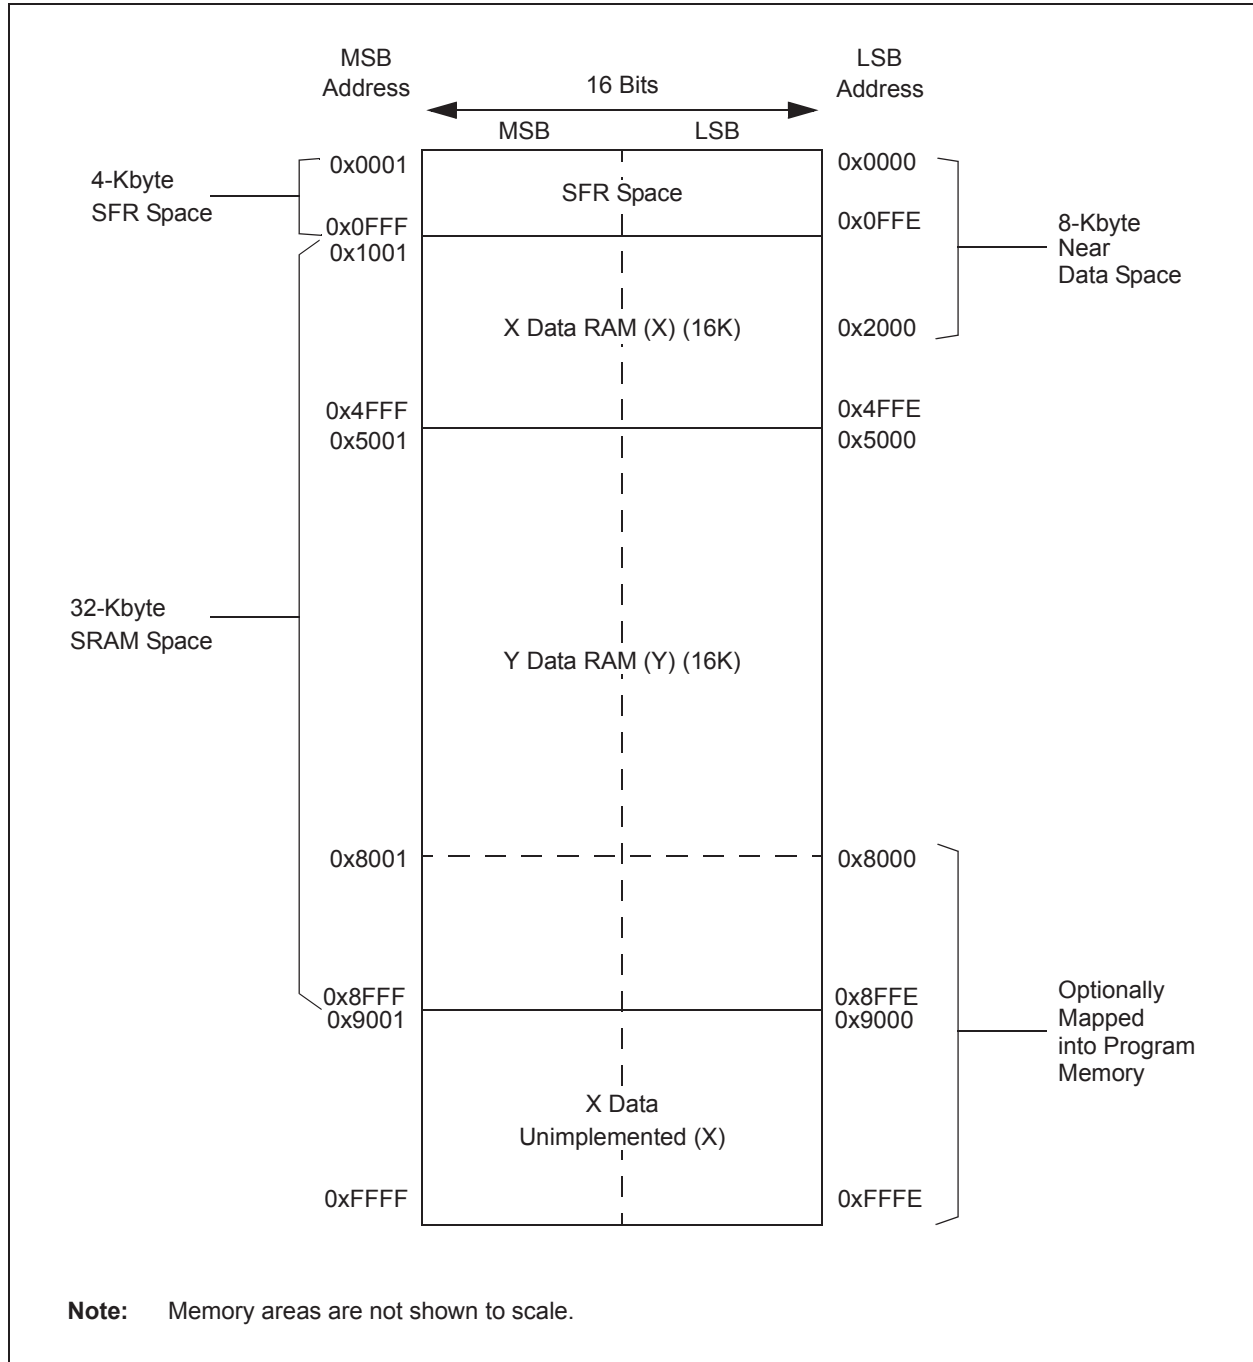 MSB
Address
LSB
Address
16 Bits
MSB
LSB
4-Kbyte
SFR Space
0x0001
0x0FFF
0x1001
SFR Space
0x0000
0x0FFE
8-Kbyte
Near
Data Space
X Data RAM (X) (16K)
0x2000
0x4FFF
0x5001
0x4FFE
0x5000
32-Kbyte
SRAM Space
Y Data RAM (Y) (16K)
0x8001
0x8000
0x8FFF
0x9001
0x8FFE
0x9000
Optionally
Mapped
into Program
Memory
X Data
Unimplemented (X)
0xFFFF
0xFFFE
Note: Memory areas are not shown to scale.